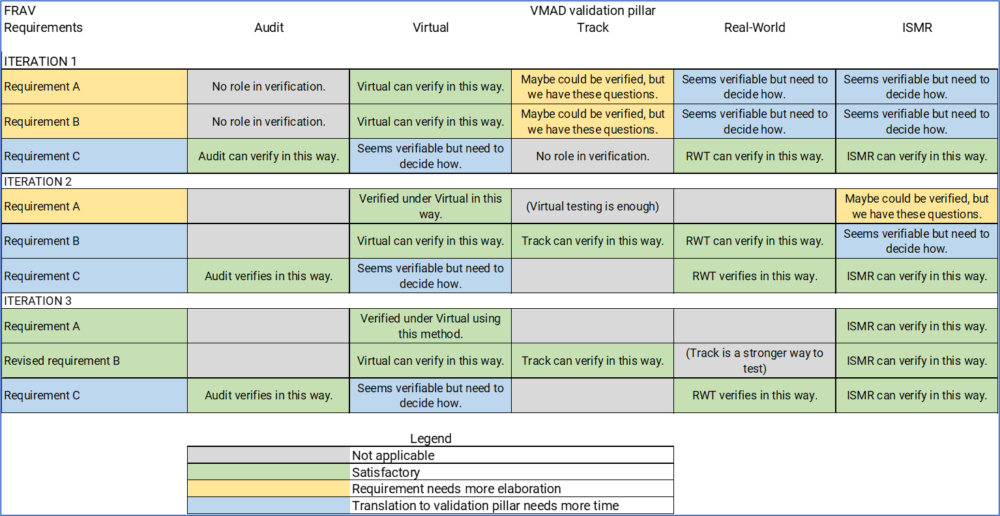 FRAV
VMAD validation pillar
Requirements
Audit
Virtual
Track
Real-World
ISMR
ITERATION 1
Requirement A
No role in verification.
Virtual can verify in this way.
Maybe could be verified, but
we have these questions.
Seems verifiable but need to
decide how.
Seems verifiable but need to
decide how.
Requirement B
No role in verification.
Virtual can verify in this way.
Maybe could be verified, but
we have these questions.
Seems verifiable but need to
decide how.
Seems verifiable but need to
decide how.
Requirement C
Audit can verify in this way.
Seems verifiable but need to
decide how.
No role in verification.
RWT can verify in this way.
ISMR can verify in this way.
ITERATION 2
Requirement A
Verified under Virtual in this
way.
(Virtual testing is enough)
Maybe could be verified, but
we have these questions.
Requirement B
Virtual can verify in this way.
Track can verify in this way.
RWT can verify in this way.
Seems verifiable but need to
decide how.
Requirement C
Audit verifies in this way.
Seems verifiable but need to
decide how.
RWT verifies in this way.
ISMR can verify in this way.
ITERATION 3
Requirement A
Verified under Virtual using
this method.
ISMR can verify in this way.
Revised requirement B
Virtual can verify in this way.
Track can verify in this way.
(Track is a stronger way to
test)
ISMR can verify in this way.
Requirement C
Audit verifies in this way.
Seems verifiable but need to
decide how.
RWT verifies in this way.
ISMR can verify in this way.
Legend
Not applicable
Satisfactory
Requirement needs more elaboration
Translation to validation pillar needs more time